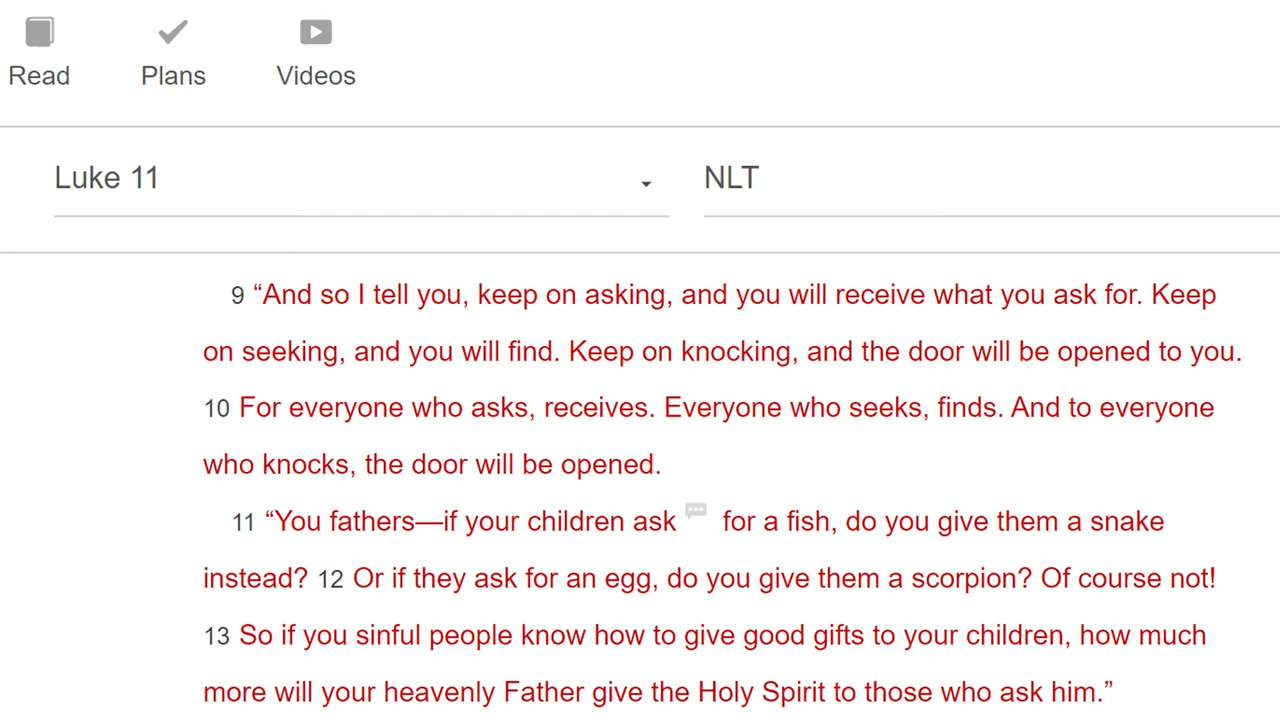 Read Plans Videos
Luke 11 NLT
9 “And so I tell you, keep on asking, and you will receive what you ask for. Keep
on seeking, and you will find. Keep on knocking, and the door will be opened to you.
10 For everyone who asks, receives. Everyone who seeks, finds. And to everyone
who knocks, the door will be opened.
11 “You fathers—if your children ask for a fish, do you give them a snake
instead? 12 Or if they ask for an egg, do you give them a scorpion? Of course not!
13 So if you sinful people know how to give good gifts to your children, how much
more will your heavenly Father give the Holy Spirit to those who ask him.”